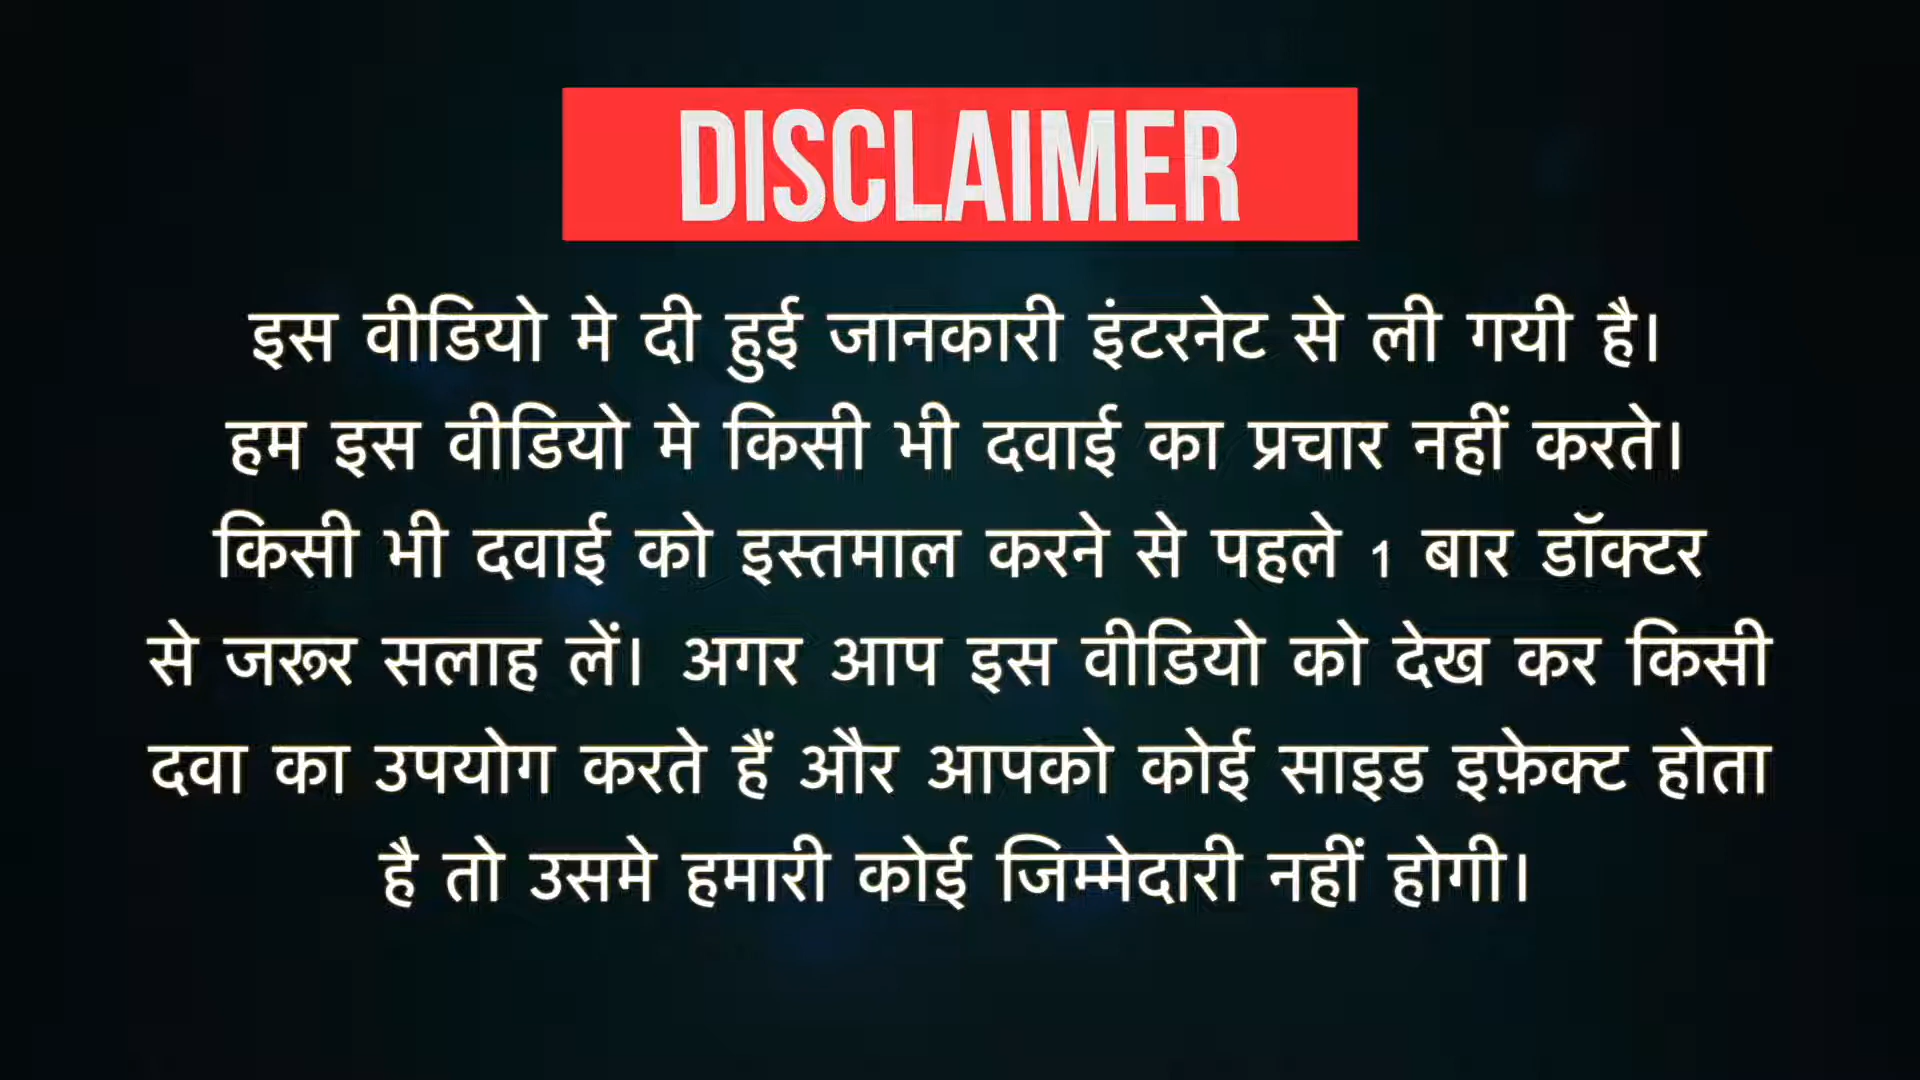 DISCLAIMER
इस वीडियो मे दी हुई जानकारी इंटरनेट से ली गयी है।
हम इस वीडियो मे किसी भी दवाई का प्रचार नहीं करते।
किसी भी दवाई को इस्तमाल करने से पहले 1 बार डॉक्टर
से जरूर सलाह लें। अगर आप इस वीडियो को देख कर किसी
दवा का उपयोग करते हैं और आपको कोई साइड इफ़ेक्ट होता
है तो उसमे हमारी कोई जिम्मेदारी नहीं होगी।